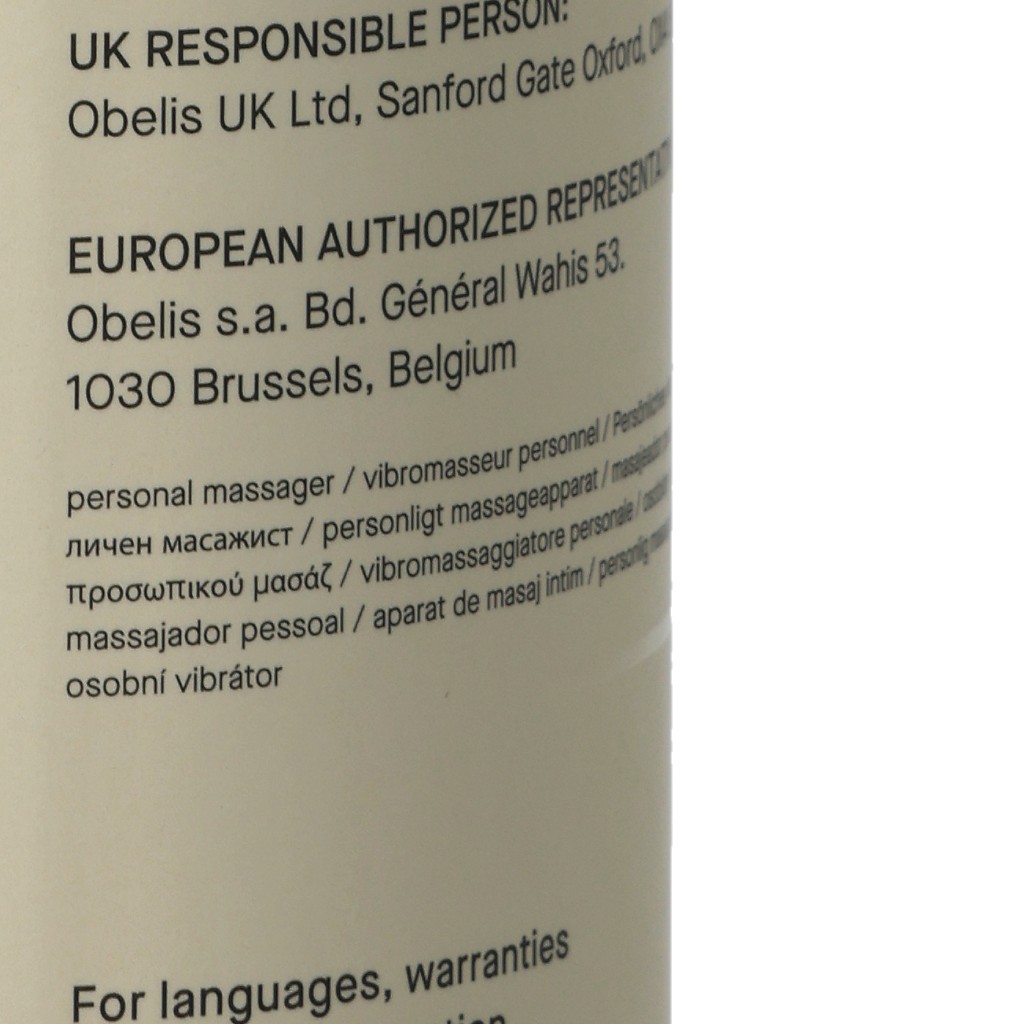 UK RESPONSIBLE PERSON:
Obelis UK Ltd, Sanford Gate Oxford,
EUROPEAN AUTHORIZED
Obelis s.a. Bd. Général Wahis 53.
1030 Brussels, Belgium
personal massager / vibromasseur personnel /
личен масажист / personligt massageapparat /
προσωπικού μασάζ / vibromassaggiatore personale /
massajador pessoal / aparat de masaj intim / personlig
osobní vibrátor
For languages, warranties